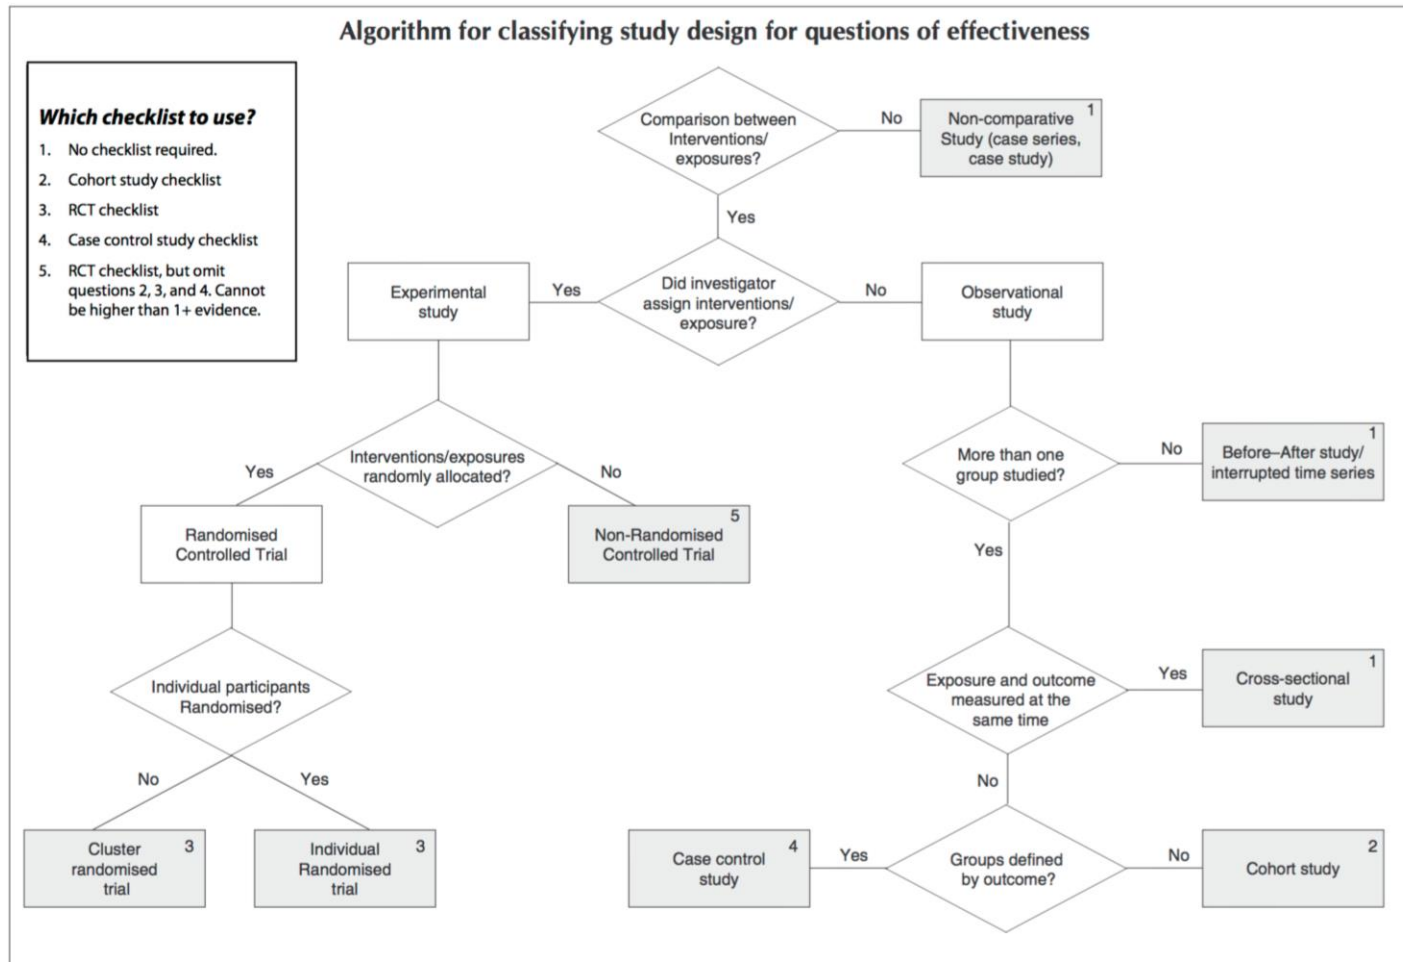 Algorithm for classifying study design for questions of effectiveness
Which checklist to use?
1. No checklist required.
2. Cohort study checklist
3. RCT checklist
4. Case control study checklist
5. RCT checklist, but omit
questions 2, 3, and 4. Cannot
be higher than 1+ evidence.
Comparison between
Interventions/
exposures?
No
1
Non-comparative
Study (case series,
case study)
Yes
Experimental
study
Yes
Did investigator
assign interventions/
exposure?
No
Observational
study
Yes
Interventions/exposures
randomly allocated?
No
More than one
group studied?
No
1
Before–After study/
interrupted time series
Randomised
Controlled Trial
5
Non-Randomised
Controlled Trial
Yes
Individual participants
Randomised?
Exposure and outcome
measured at the
same time
Yes
1
Cross-sectional
study
No
Yes
No
Cluster
randomised
trial
3
Individual
Randomised
trial
3
Case control
study
4
Yes
Groups defined
by outcome?
No
2
Cohort study